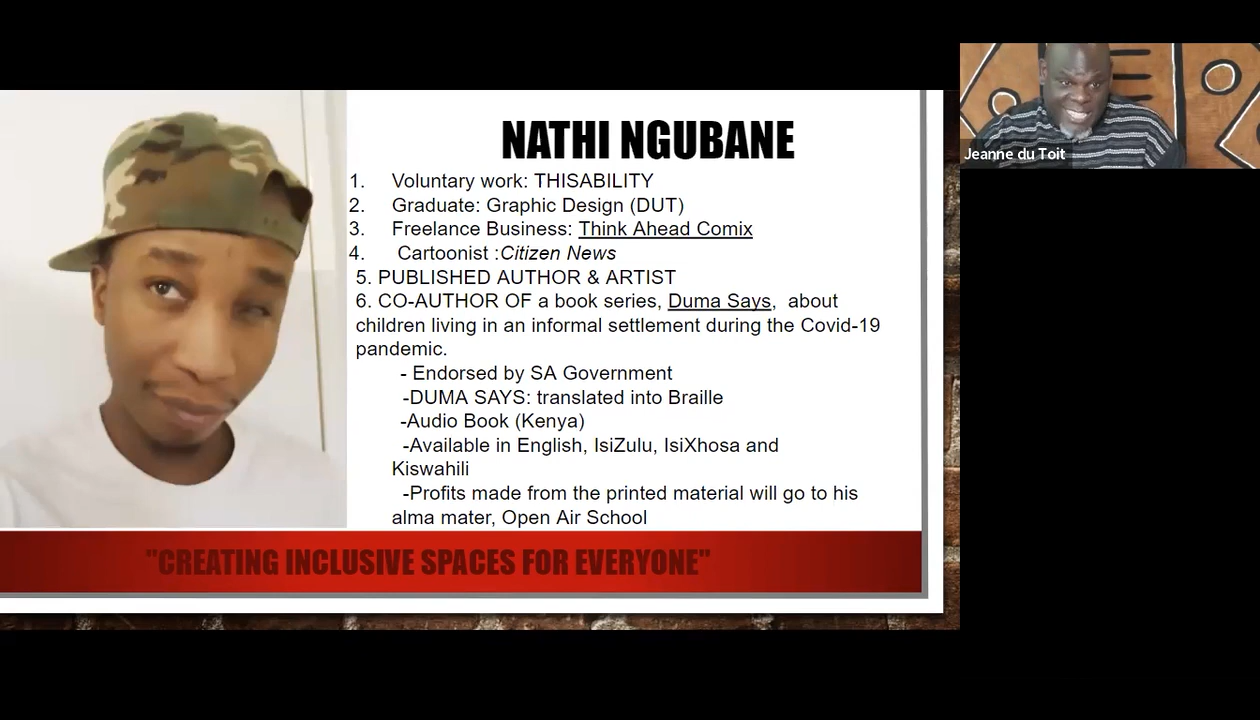 NATHI NGUBANE
1. Voluntary work: THISABILITY
2. Graduate: Graphic Design (DUT)
3. Freelance Business: Think Ahead Comix
4. Cartoonist :Citizen News
5. PUBLISHED AUTHOR & ARTIST
6. CO-AUTHOR OF a book series, Duma Says, about
children living in an informal settlement during the Covid-19
pandemic.
- Endorsed by SA Government
-DUMA SAYS: translated into Braille
-Audio Book (Kenya)
-Available in English, IsiZulu, IsiXhosa and
Kiswahili
-Profits made from the printed material will go to his
alma mater, Open Air School
"CREATING INCLUSIVE SPACES FOR EVERYONE"
Jeanne du Toit